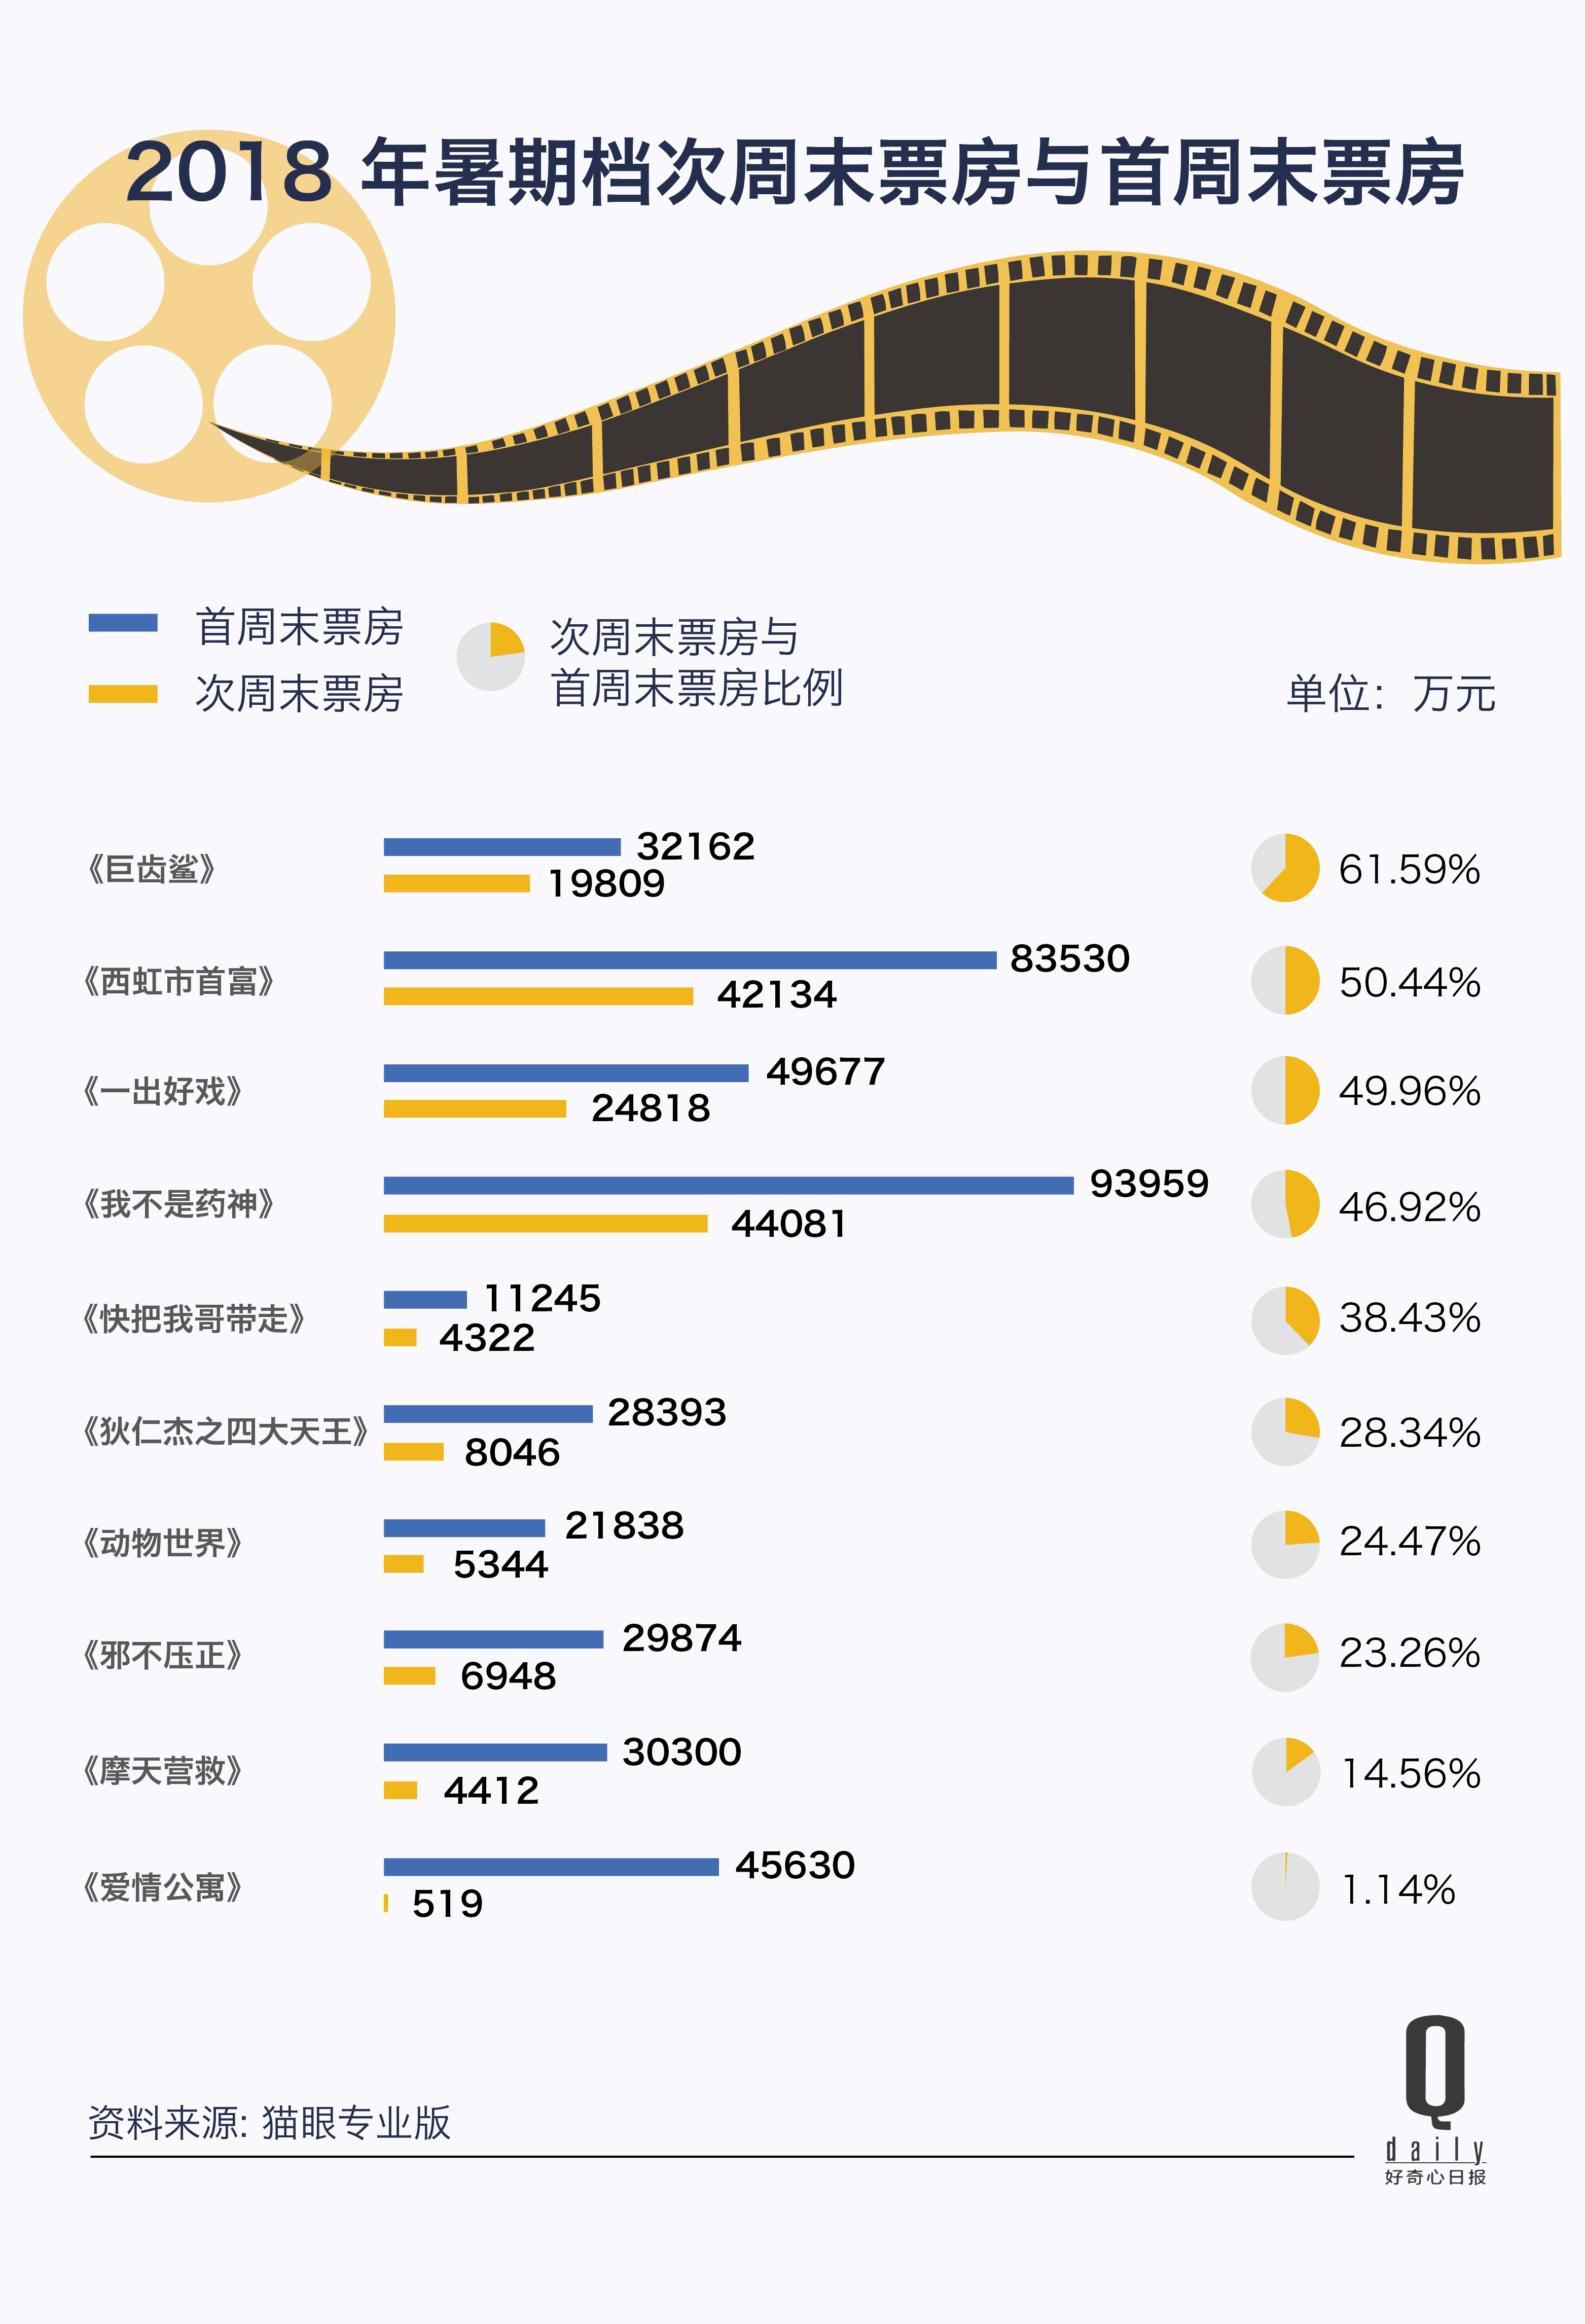 2018 年暑期档次周末票房与首周末票房
首周末票房
次周末票房
次周末票房与
首周末票房比例
单位：万元
《巨齿鲨》
32162
19809
61.59%
《西虹市首富》
83530
42134
50.44%
《一出好戏》
49677
24818
49.96%
《我不是药神》
93959
44081
46.92%
《快把我哥带走》
11245
4322
38.43%
《狄仁杰之四大天王》
28393
8046
28.34%
《动物世界》
21838
5344
24.47%
《邪不压正》
29874
6948
23.26%
《摩天营救》
30300
4412
14.56%
《爱情公寓》
45630
519
1.14%
资料来源: 猫眼专业版
Q
daily
好奇心日报